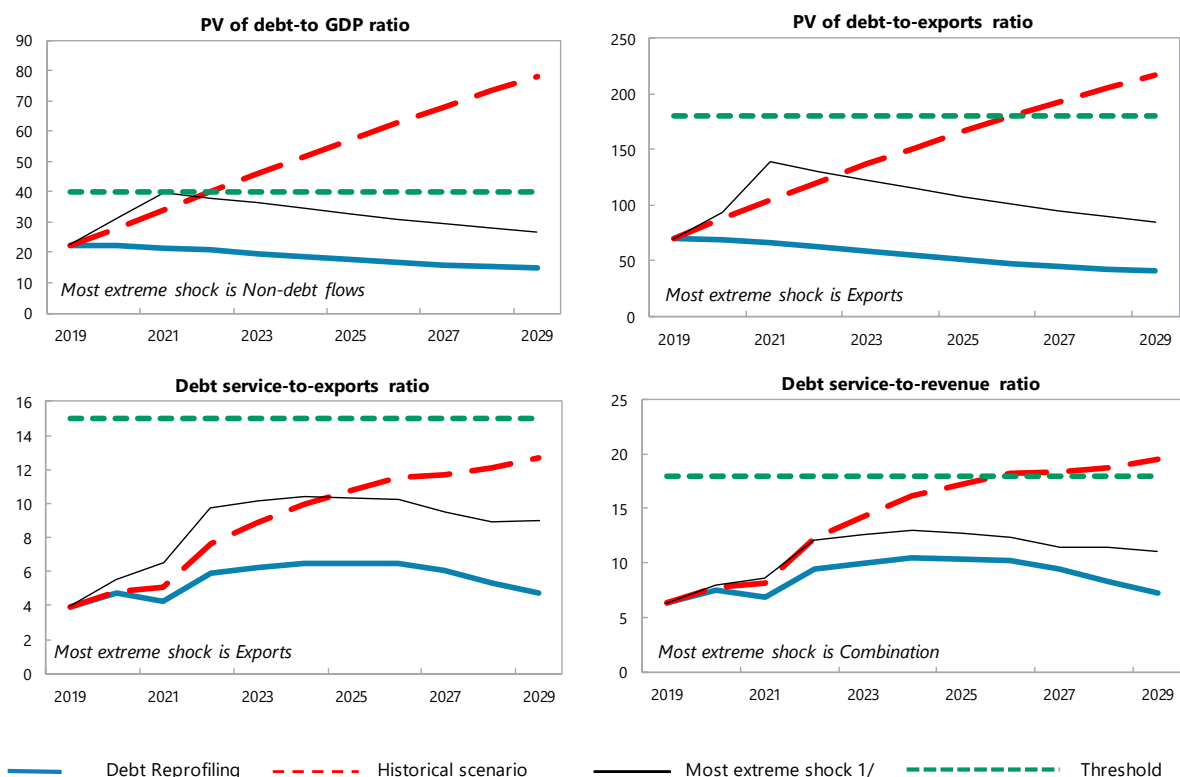 PV of debt-to GDP ratio
90
80
70
60
50
40
30
20
10
0
Most extreme shock is Non-debt flows
2019 2021 2023 2025 2027 2029
PV of debt-to-exports ratio
250
200
150
100
50
0
Most extreme shock is Exports
2019 2021 2023 2025 2027 2029
Debt service-to-exports ratio
16
14
12
10
8
6
4
2
0
Most extreme shock is Exports
2019 2021 2023 2025 2027 2029
Debt service-to-revenue ratio
25
20
15
10
5
0
Most extreme shock is Combination
2019 2021 2023 2025 2027 2029
Debt Reprofiling Historical scenario Most extreme shock 1/ Threshold